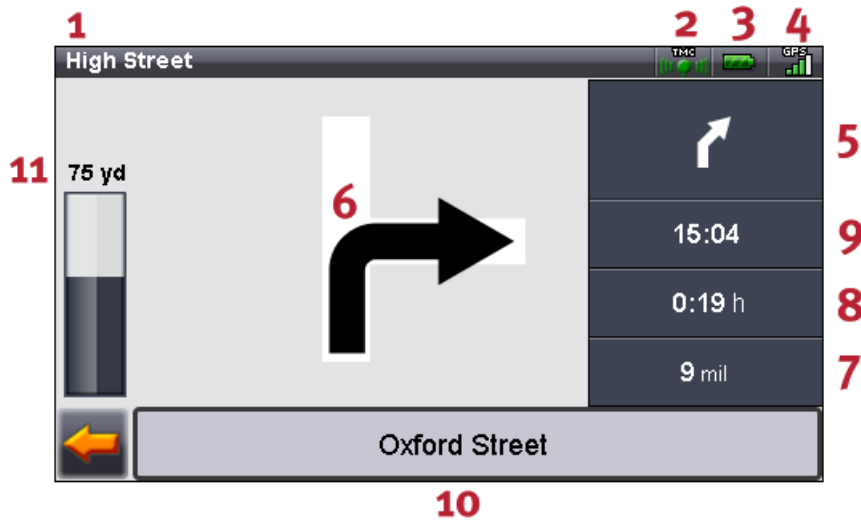 1 2 3 4
High Street TMC GPS
5
11 75 yd
6
15:04 9
0:19 h 8
9 mil 7
Oxford Street
10